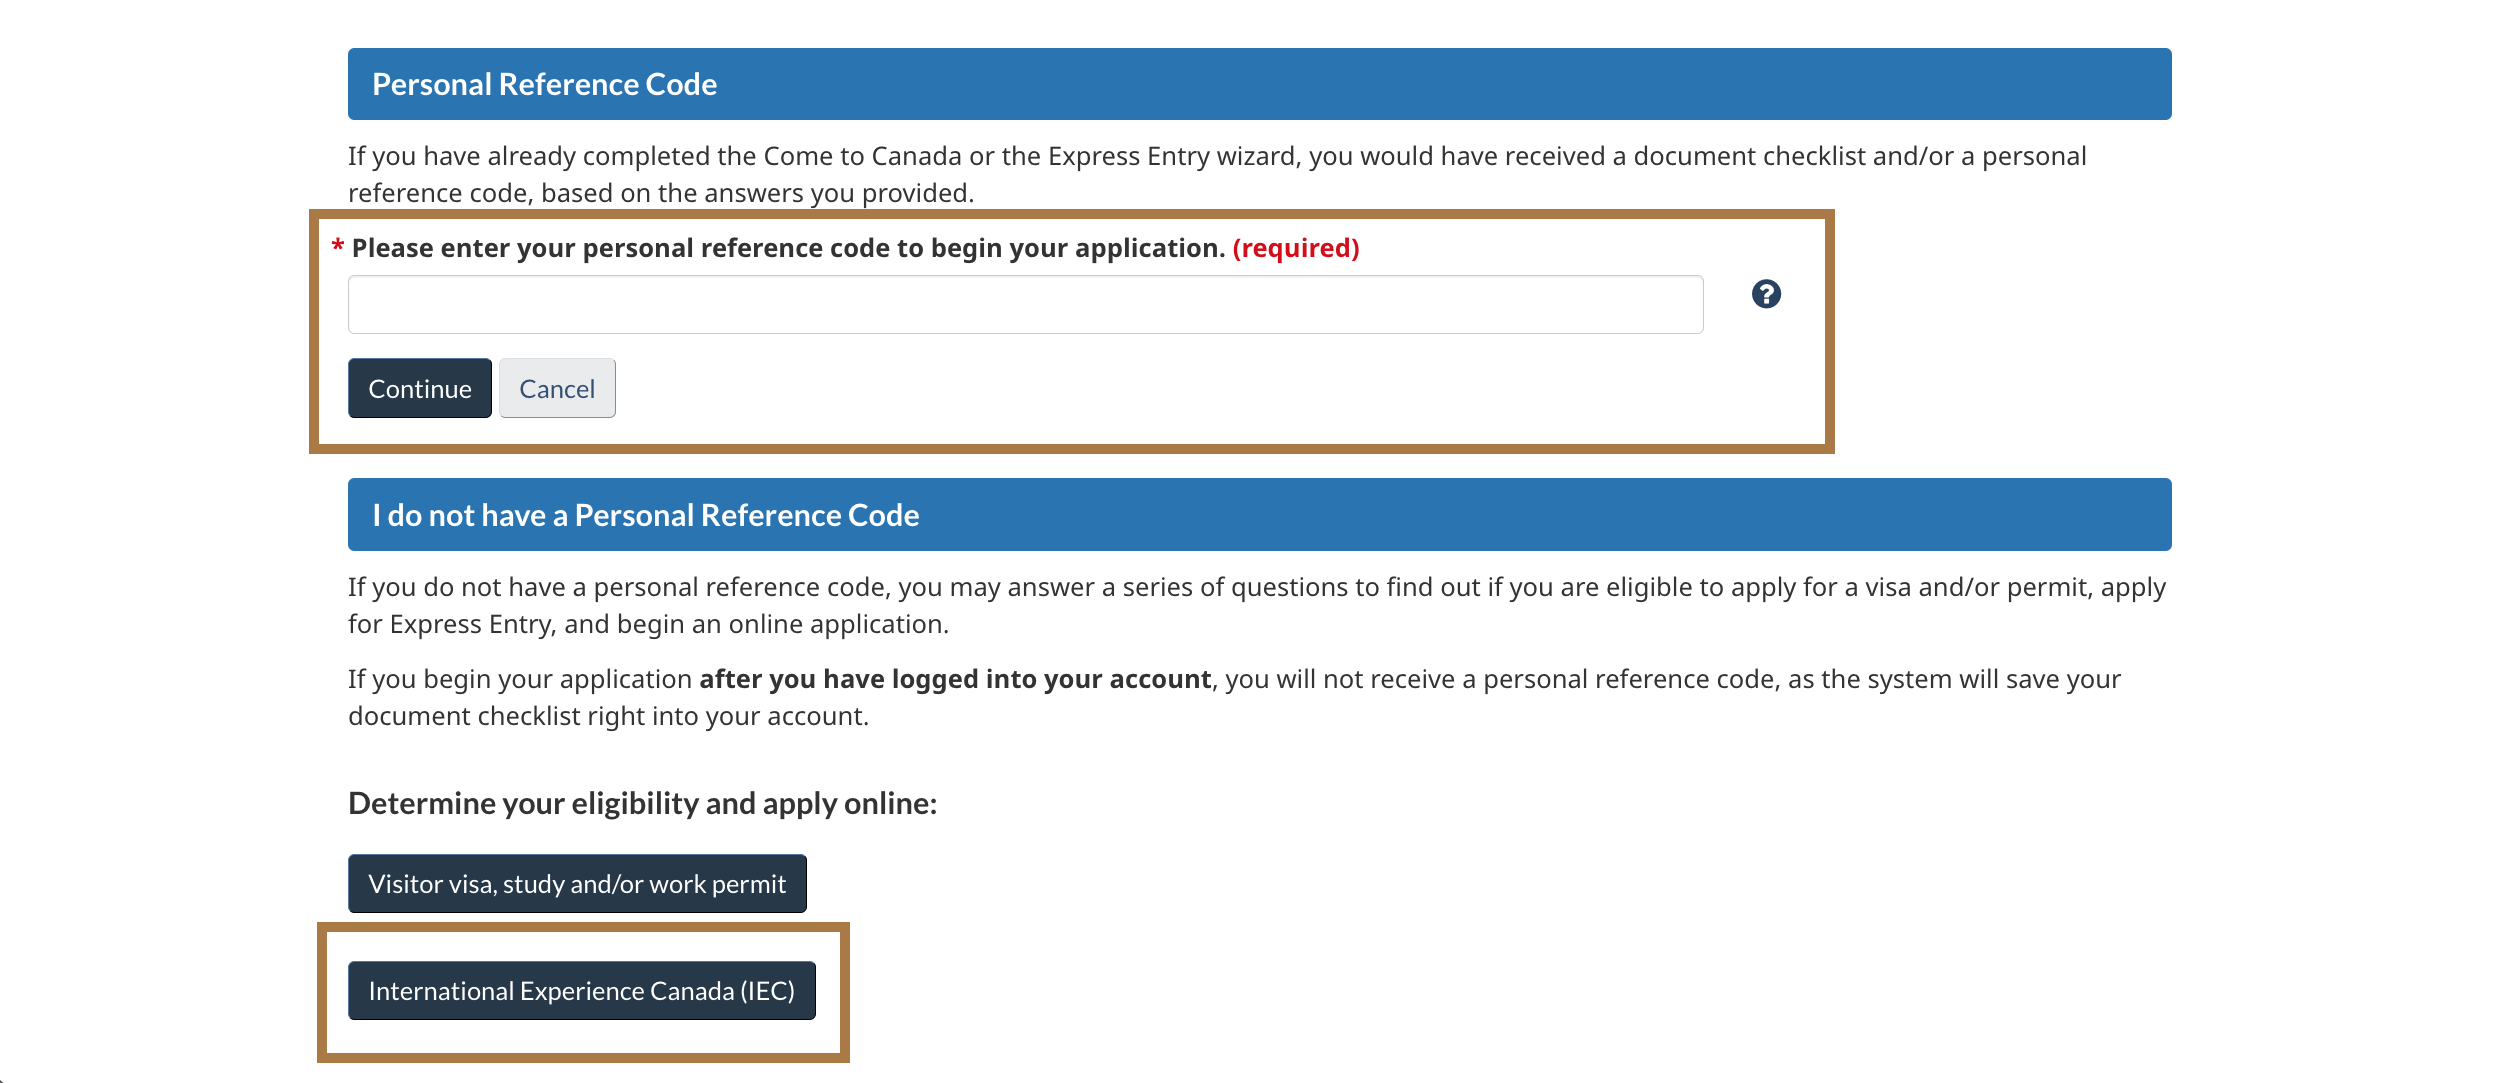 Personal Reference Code
If you have already completed the Come to Canada or the Express Entry wizard, you would have received a document checklist and/or a personal
reference code, based on the answers you provided.
* Please enter your personal reference code to begin your application. (required)
?
Continue Cancel
I do not have a Personal Reference Code
If you do not have a personal reference code, you may answer a series of questions to find out if you are eligible to apply for a visa and/or permit, apply
for Express Entry, and begin an online application.
If you begin your application after you have logged into your account, you will not receive a personal reference code, as the system will save your
document checklist right into your account.
Determine your eligibility and apply online:
Visitor visa, study and/or work permit
International Experience Canada (IEC)